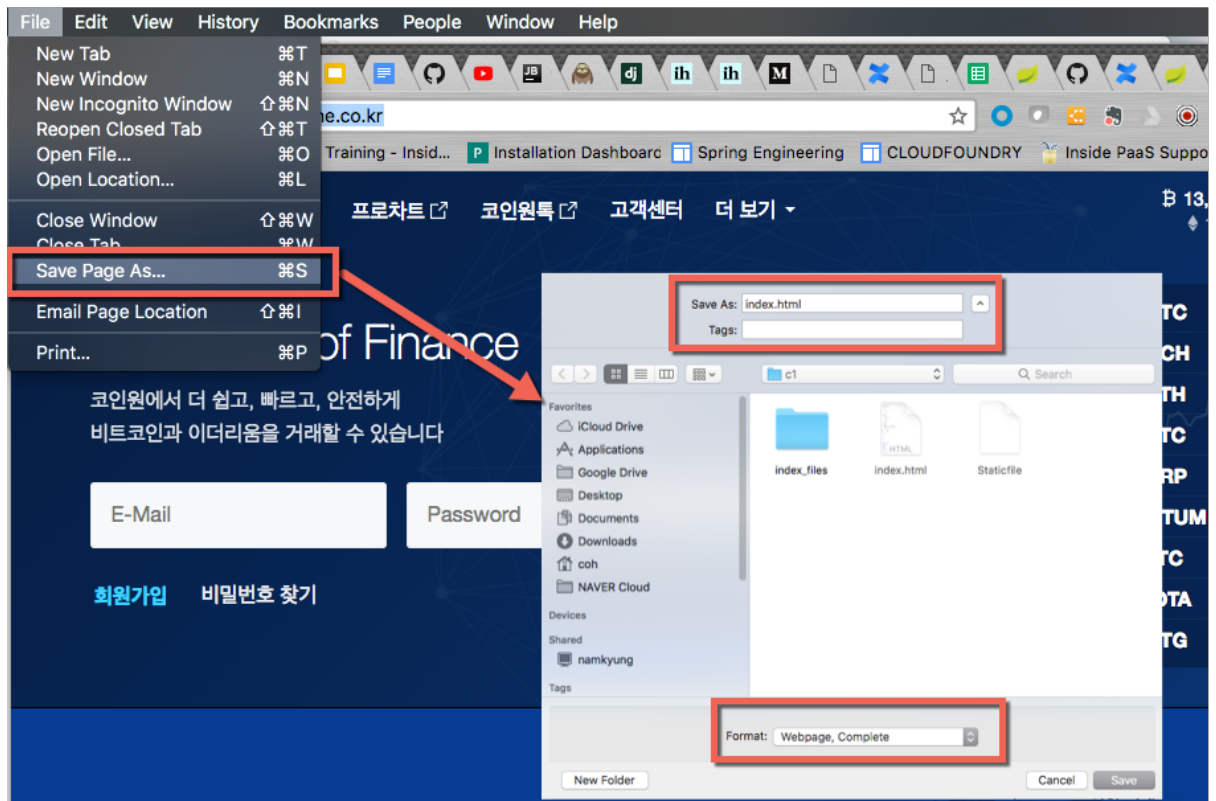 File Edit View History Bookmarks People Window Help
New Tab ⌘T
New Window ⌘N
New Incognito Window ⇧⌘N
Reopen Closed Tab ⇧⌘T
Open File... ⌘O
Open Location... ⌘L
Close Window ⇧⌘W
Close Tab ⌘W
Save Page As... ⌘S
Email Page Location ⇧⌘I
Print... ⌘P
JB dj ih ih M
ne.co.kr
Training - Insid... P Installation Dashboard Spring Engineering CLOUDFOUNDRY Inside PaaS Suppo
프로차트 코인원톡 고객센터 더 보기
13,
of Finance
코인원에서 더 쉽고, 빠르고, 안전하게
비트코인과 이더리움을 거래할 수 있습니다
E-Mail Password
회원가입 비밀번호 찾기
Save As: index.html
Tags:
c1 Search
Favorites
iCloud Drive
Applications
Google Drive
Desktop
Documents
Downloads
coh
NAVER Cloud
Devices
Shared
namkyung
Tags
HTML
index_files index.html Staticfile
Format: Webpage, Complete
New Folder Cancel Save
TC
CH
TH
TC
RP
TUM
TC
OTA
TG